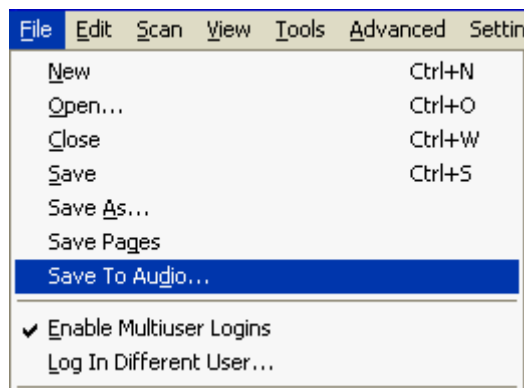 File Edit Scan View Tools Advanced Settin
New Ctrl+N
Open... Ctrl+O
Close Ctrl+W
Save Ctrl+S
Save As...
Save Pages
Save To Audio...
Enable Multiuser Logins
Log In Different User...